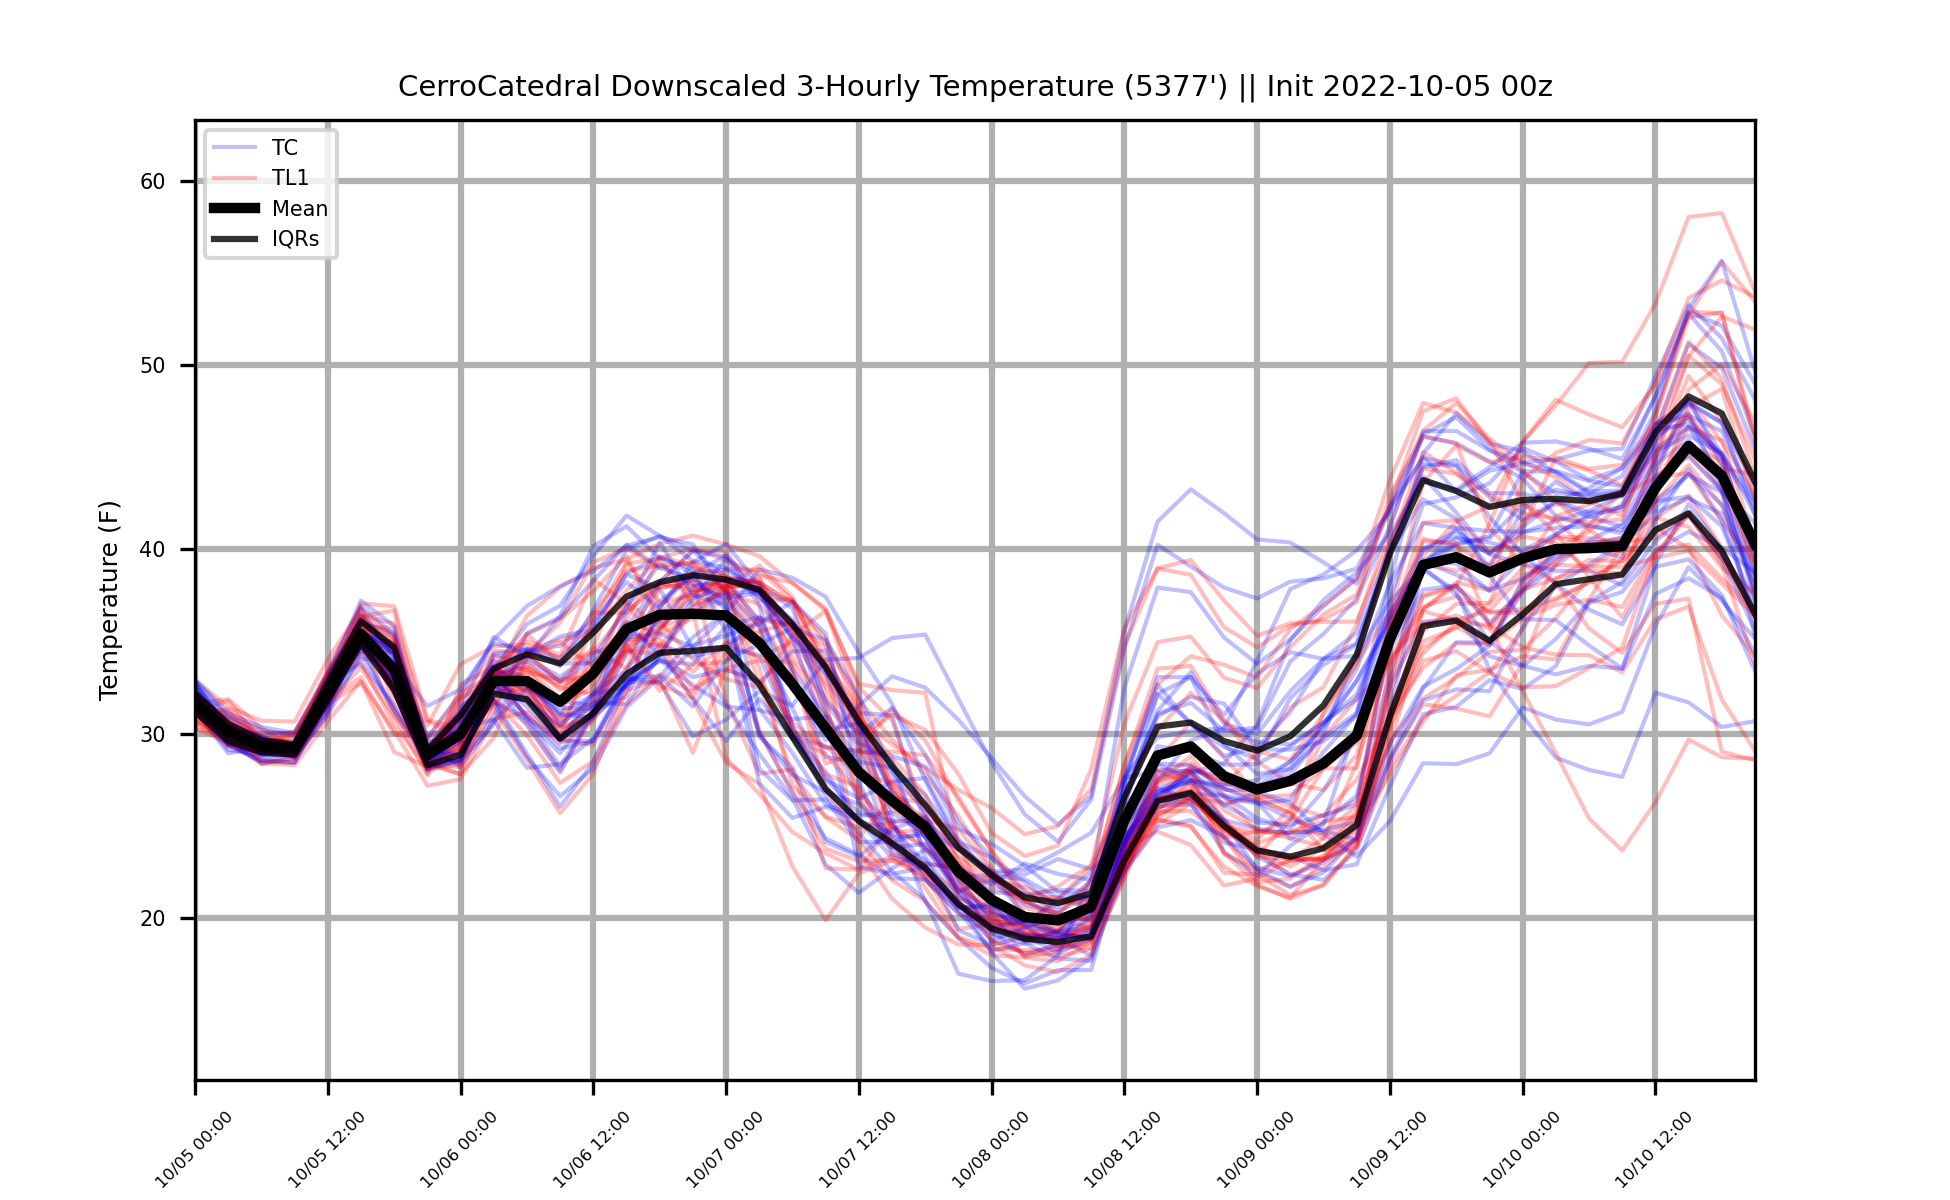 CerroCatedral Downscaled 3-Hourly Temperature (5377') || Init 2022-10-05 00z
TC
TL1
Mean
IQRs
Temperature (F)
60
50
40
30
20
10/05 00:00
10/05 12:00
10/06 00:00
10/06 12:00
10/07 00:00
10/07 12:00
10/08 00:00
10/08 12:00
10/09 00:00
10/09 12:00
10/10 00:00
10/10 12:00